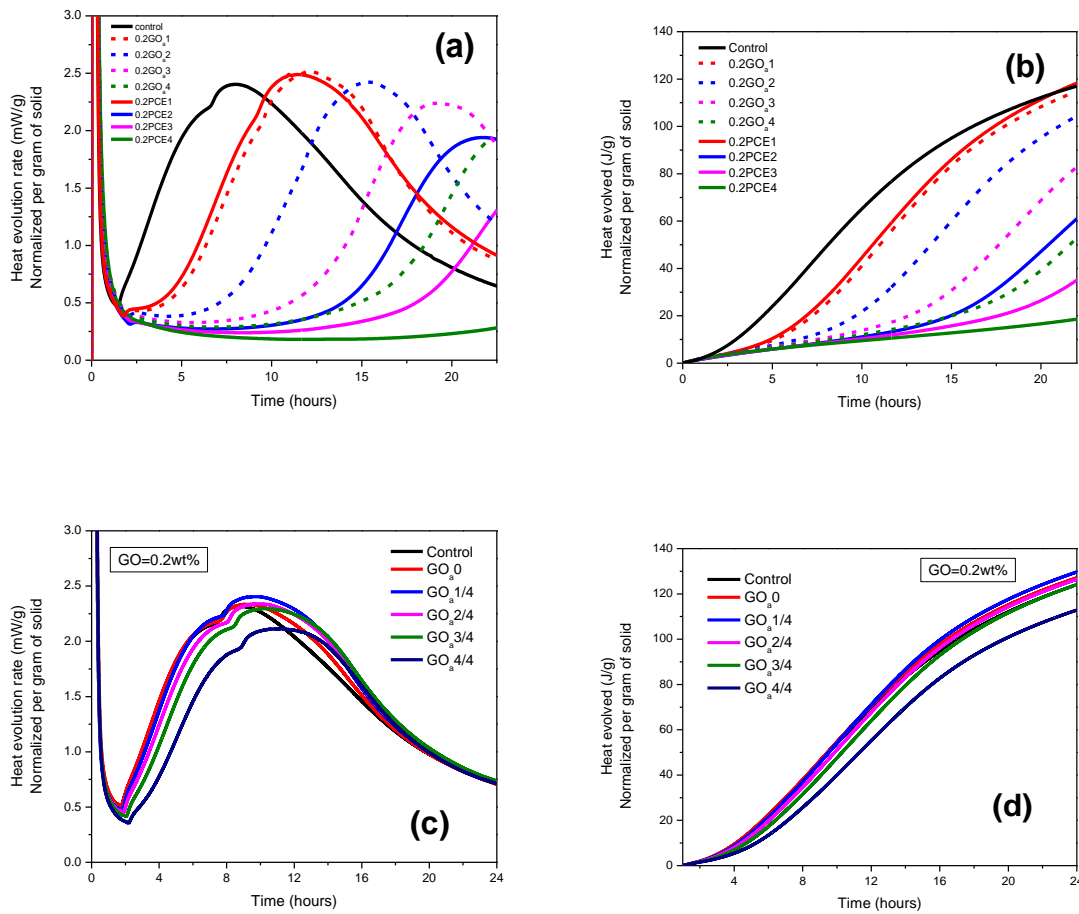 (a)
control
0.2GOa1
0.2GOa2
0.2GOa3
0.2GOa4
0.2PCE1
0.2PCE2
0.2PCE3
0.2PCE4
Heat evolution rate (mW/g)
Normalized per gram of solid
3.0
2.5
2.0
1.5
1.0
0.5
0.0
0 5 10 15 20
Time (hours)
(b)
Control
0.2GOa1
0.2GOa2
0.2GOa3
0.2GOa4
0.2PCE1
0.2PCE2
0.2PCE3
0.2PCE4
Heat evolved (J/g)
Normalized per gram of solid
140
120
100
80
60
40
20
0
0 5 10 15 20
Time (hours)
GO=0.2wt%
Control
GOa0
GOa1/4
GOa2/4
GOa3/4
GOa4/4
(c)
Heat evolution rate (mW/g)
Normalized per gram of solid
3.0
2.5
2.0
1.5
1.0
0.5
0.0
0 4 8 12 16 20 24
Time (hours)
GO=0.2wt%
Control
GOa0
GOa1/4
GOa2/4
GOa3/4
GOa4/4
(d)
Heat evolved (J/g)
Normalized per gram of solid
140
120
100
80
60
40
20
0
4 8 12 16 20 24
Time (hours)